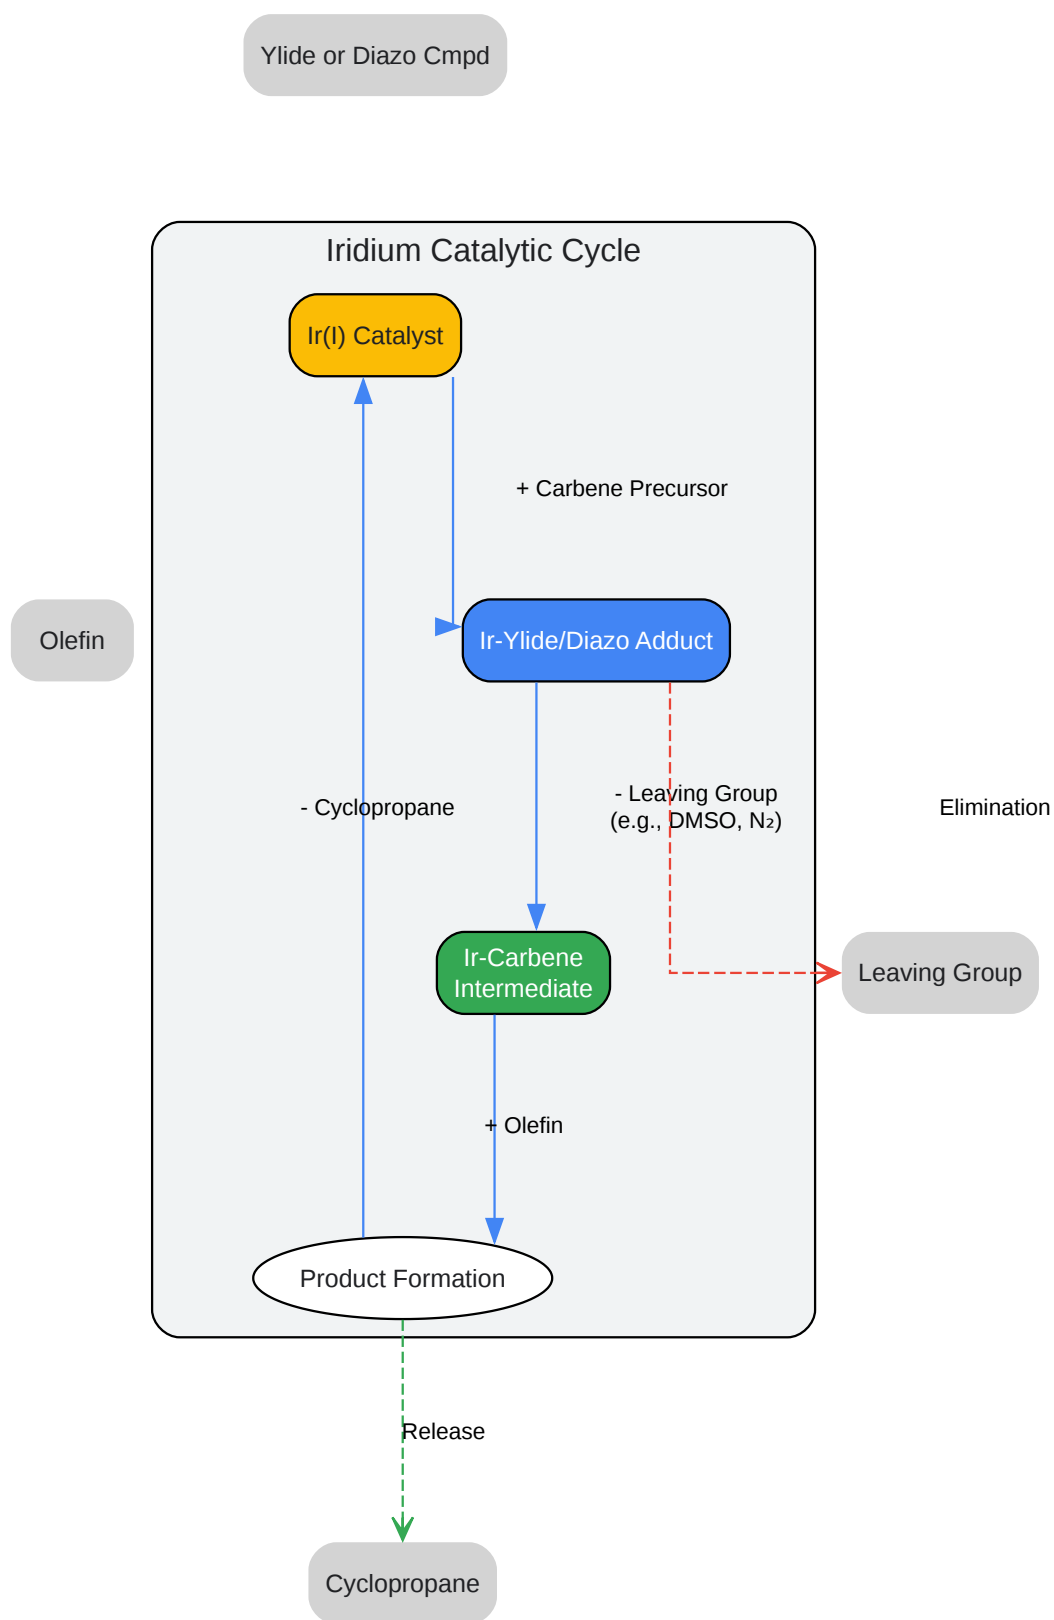 Ylide or Diazo Cmpd
Iridium Catalytic Cycle
Ir(I) Catalyst
+ Carbene Precursor
Olefin
Ir-Ylide/Diazo Adduct
- Cyclopropane
- Leaving Group
(e.g., DMSO, N₂)
Elimination
Ir-Carbene
Intermediate
Leaving Group
+ Olefin
Product Formation
Release
Cyclopropane